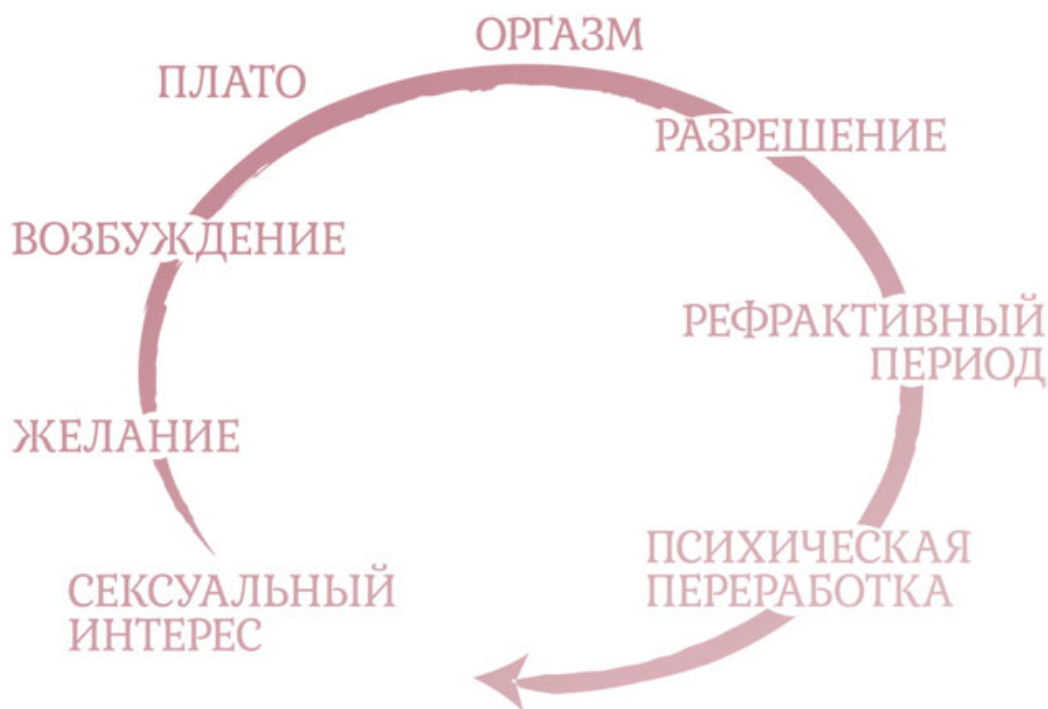 ОРГАЗМ
ПЛАТО
РАЗРЕШЕНИЕ
ВОЗБУЖДЕНИЕ
РЕФРАКТИВНЫЙ
ПЕРИОД
ЖЕЛАНИЕ
ПСИХИЧЕСКАЯ
ПЕРЕРАБОТКА
СЕКСУАЛЬНЫЙ
ИНТЕРЕС